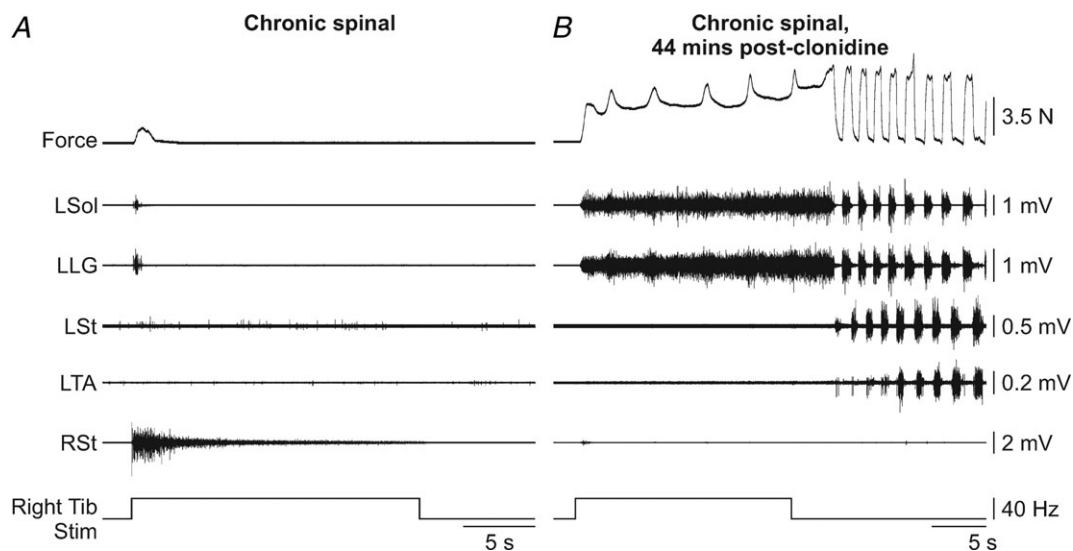 A
Chronic spinal
B
Chronic spinal,
44 mins post-clonidine
Force
3.5 N
LSol
1 mV
LLG
1 mV
LSt
0.5 mV
LTA
0.2 mV
RSt
2 mV
Right Tib
Stim
40 Hz
5 s
5 s